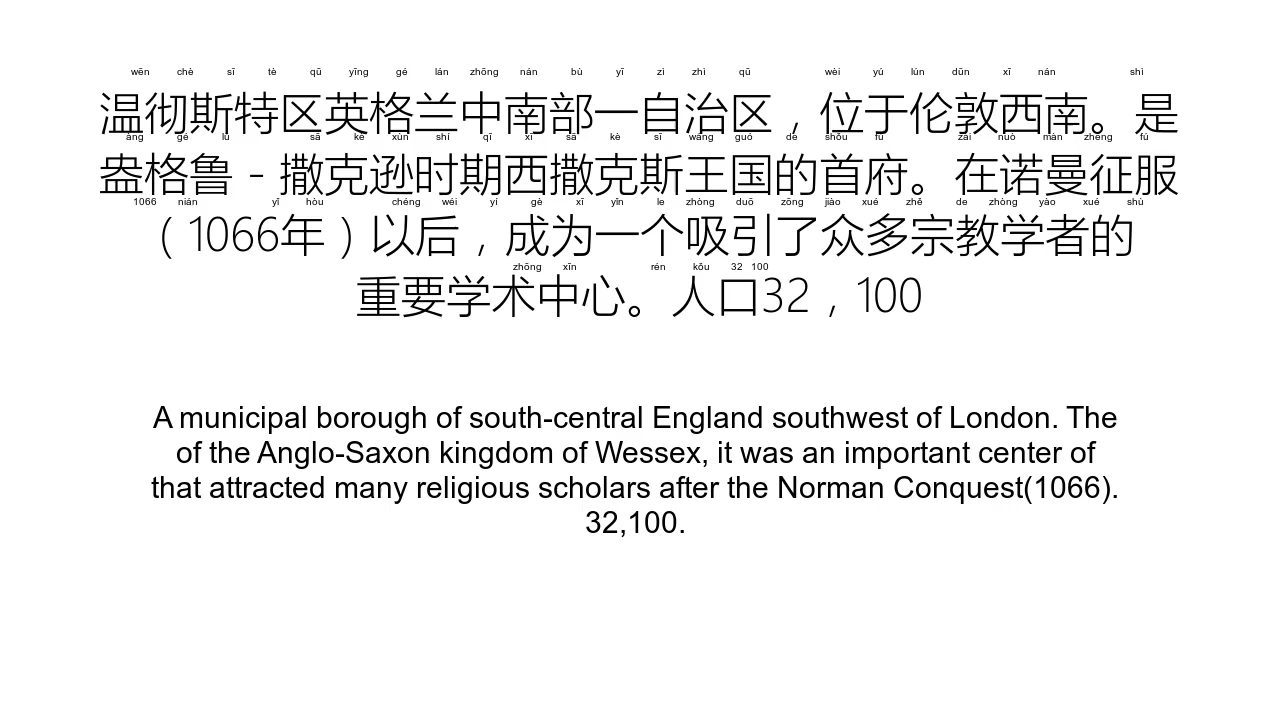 wēn chè sī tè qū yīng gé lán zhōng nán bù yī zì zhì qū wèi yú lún dūn xī nán shì
温彻斯特区英格兰中南部一自治区，位于伦敦西南。是
àng gé lǔ sā kè xùn shí qī xī sā kè sī wáng guó de shǒu fǔ zài nuò màn zhēng fú
盎格鲁－撒克逊时期西撒克斯王国的首府。在诺曼征服
1066 nián yǐ hòu chéng wéi yí gè xī yǐn le zhòng duō zōng jiào xué zhě de zhòng yào xué shù
（1066年）以后，成为一个吸引了众多宗教学者的
zhōng xīn rén kǒu 32 100
重要学术中心。人口32，100
A municipal borough of south-central England southwest of London. The
of the Anglo-Saxon kingdom of Wessex, it was an important center of
that attracted many religious scholars after the Norman Conquest(1066).
32,100.